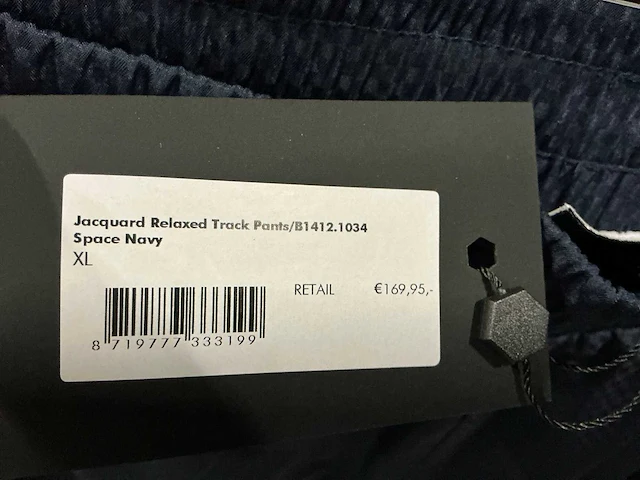 Jacquard Relaxed Track Pants/B1412.1034
Space Navy
XL
RETAIL €169,95,-
8 719777 333199